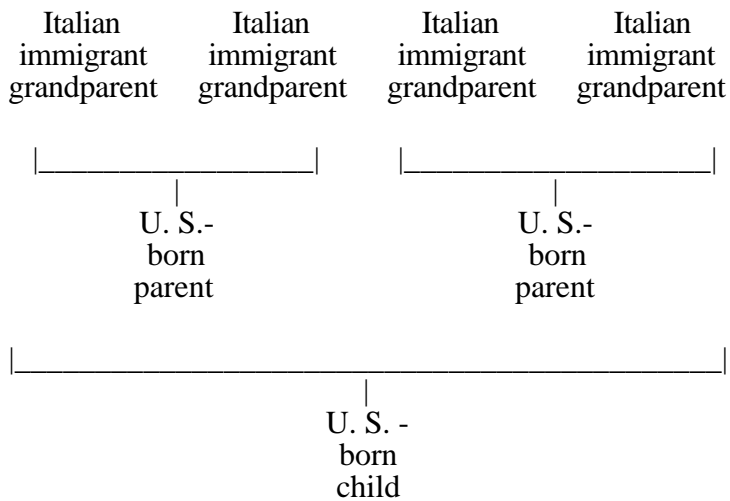 Italian Italian Italian Italian
immigrant immigrant immigrant immigrant
grandparent grandparent grandparent grandparent
U. S.- U. S.-
born born
parent parent
U. S. -
born
child